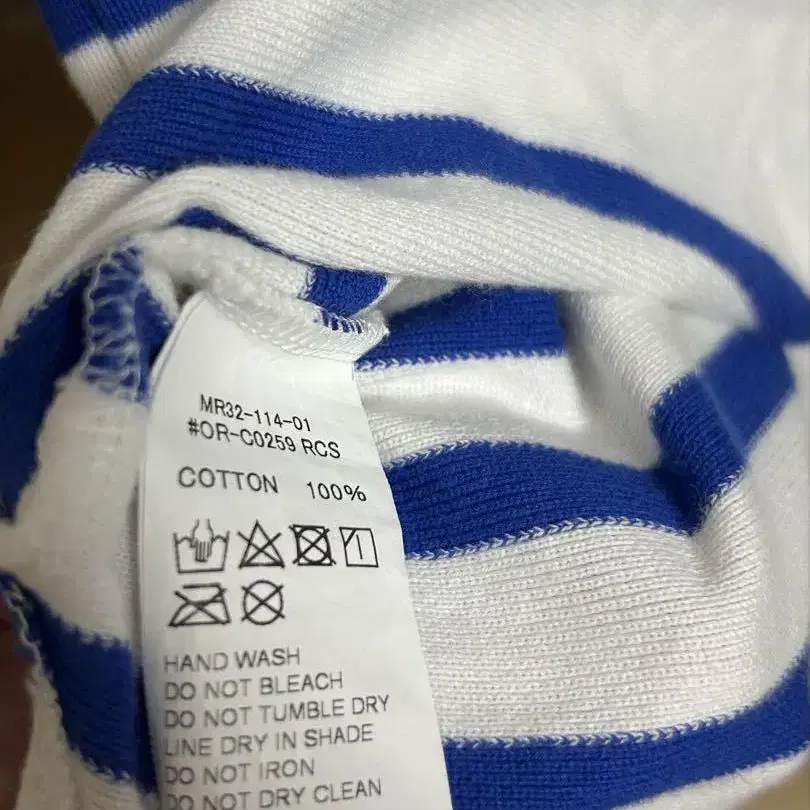 MR32-114-01
#OR-C0259 RCS
COTTON 100%
HAND WASH
DO NOT BLEACH
DO NOT TUMBLE DRY
LINE DRY IN SHADE
DO NOT IRON
DO NOT DRY CLEAN